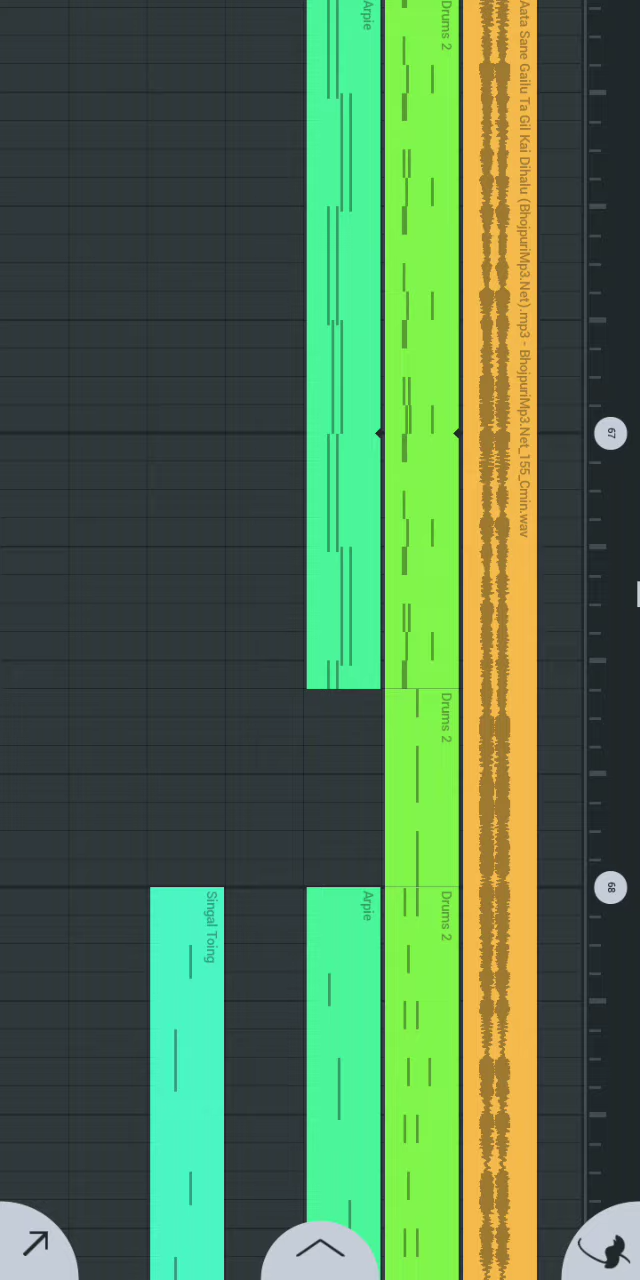 67
68
Aata Sane Gailu Ta Gil Kai Dihalu (BhojpuriMp3.Net).mp3 - BhojpuriMp3.Net_155_Cmin.wav
Drums 2
Drums 2
Drums 2
Arpie
Arpie
Singal Toing